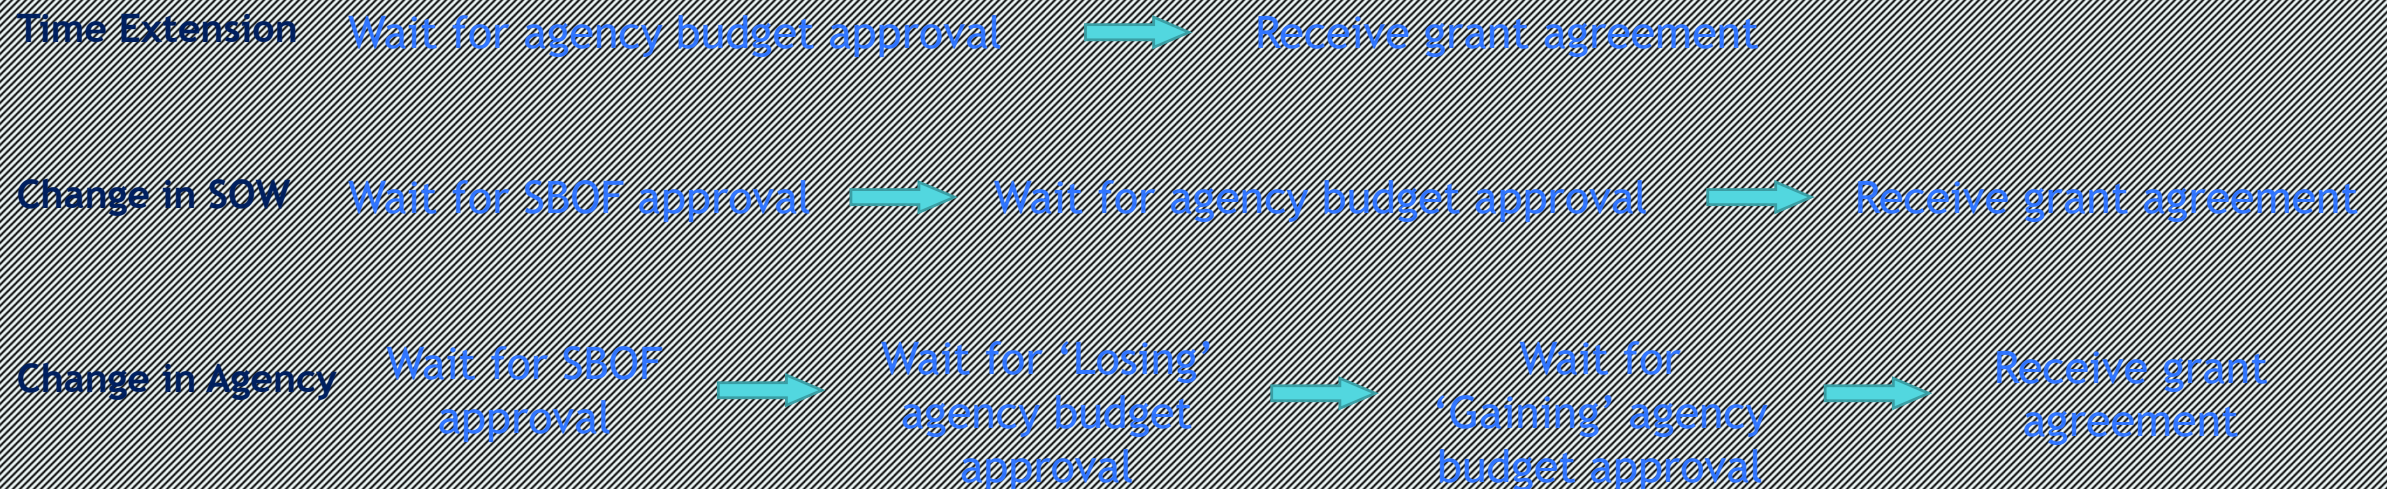 Time Extension Wait for agency budget approval Receive grant agreement
Change in SOW Wait for SBOF approval Wait for agency budget approval Receive grant agreement
Change in Agency
Wait for SBOF
approval
Wait for ‘Losing’
agency budget
approval
Wait for
‘Gaining’ agency
budget approval
Receive grant
agreement